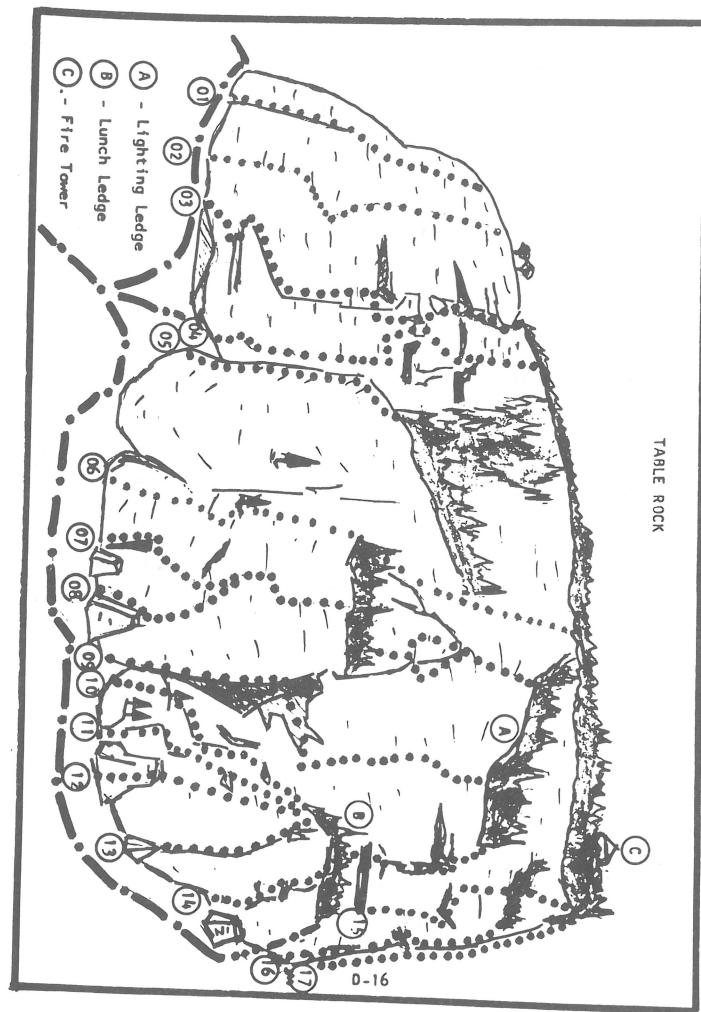 TABLE ROCK
Ⓐ - Lighting Ledge
Ⓑ - Lunch Ledge
Ⓒ.- Fire Tower
01
02
03
04
05
06
07
08
09
10
11
12
13
14
15
16
17
A
B
C
D-16